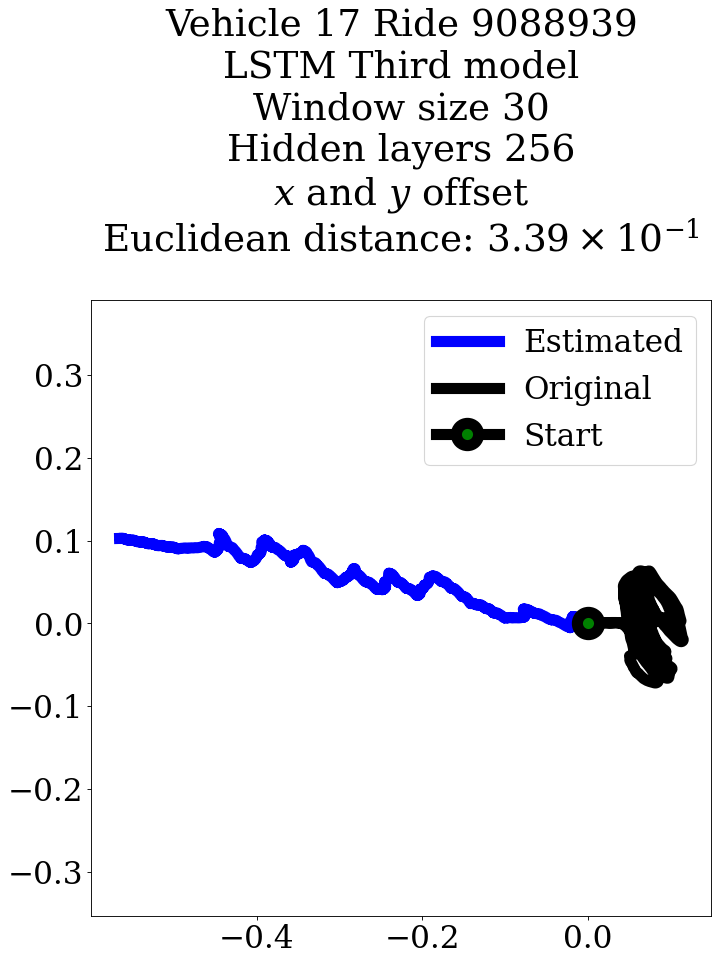 Vehicle 17 Ride 9088939
LSTM Third model
Window size 30
Hidden layers 256
x and y offset
Euclidean distance: 3.39 × 10⁻¹
Estimated
Original
Start
0.3
0.2
0.1
0.0
−0.1
−0.2
−0.3
−0.4 −0.2 0.0